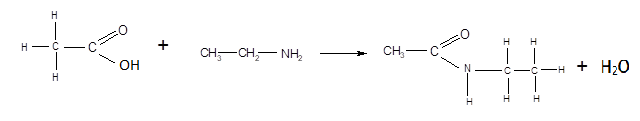 H
H C C O OH
H
+
CH3 CH2 NH2
CH3 C O
N
H
H H
C C H
H H
+ H2O